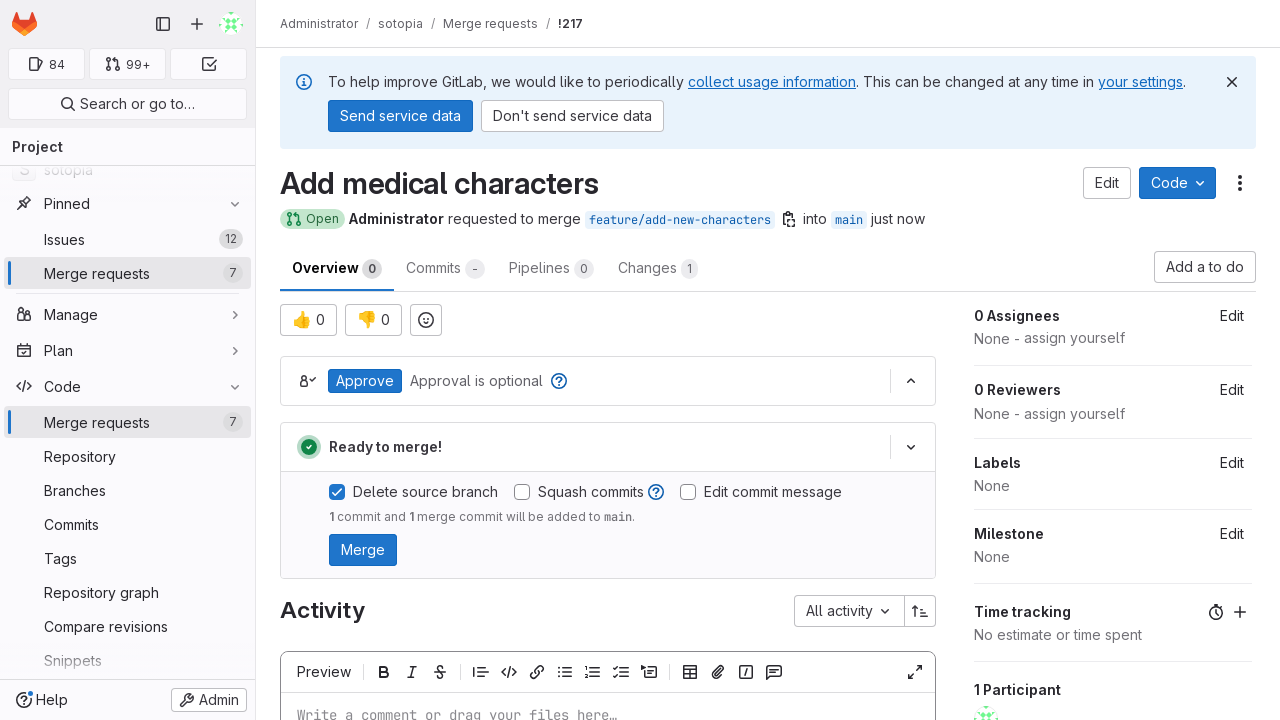 Administrator / sotopia / Merge requests / !217
84 99+
Search or go to…
To help improve GitLab, we would like to periodically collect usage information. This can be changed at any time in your settings.
Send service data Don't send service data
Project
S sotopia
Pinned
Issues 12
Merge requests 7
Manage
Plan
Code
Merge requests 7
Repository
Branches
Commits
Tags
Repository graph
Compare revisions
Snippets
Help Admin
Add medical characters
Edit Code
Open Administrator requested to merge feature/add-new-characters into main just now
Overview 0 Commits - Pipelines 0 Changes 1
Add a to do
👍 0 👎 0
Approve Approval is optional
Ready to merge!
Delete source branch Squash commits Edit commit message
1 commit and 1 merge commit will be added to main.
Merge
Activity
All activity
Preview
Write a comment or drag your files here…
0 Assignees Edit
None - assign yourself
0 Reviewers Edit
None - assign yourself
Labels Edit
None
Milestone Edit
None
Time tracking
No estimate or time spent
1 Participant